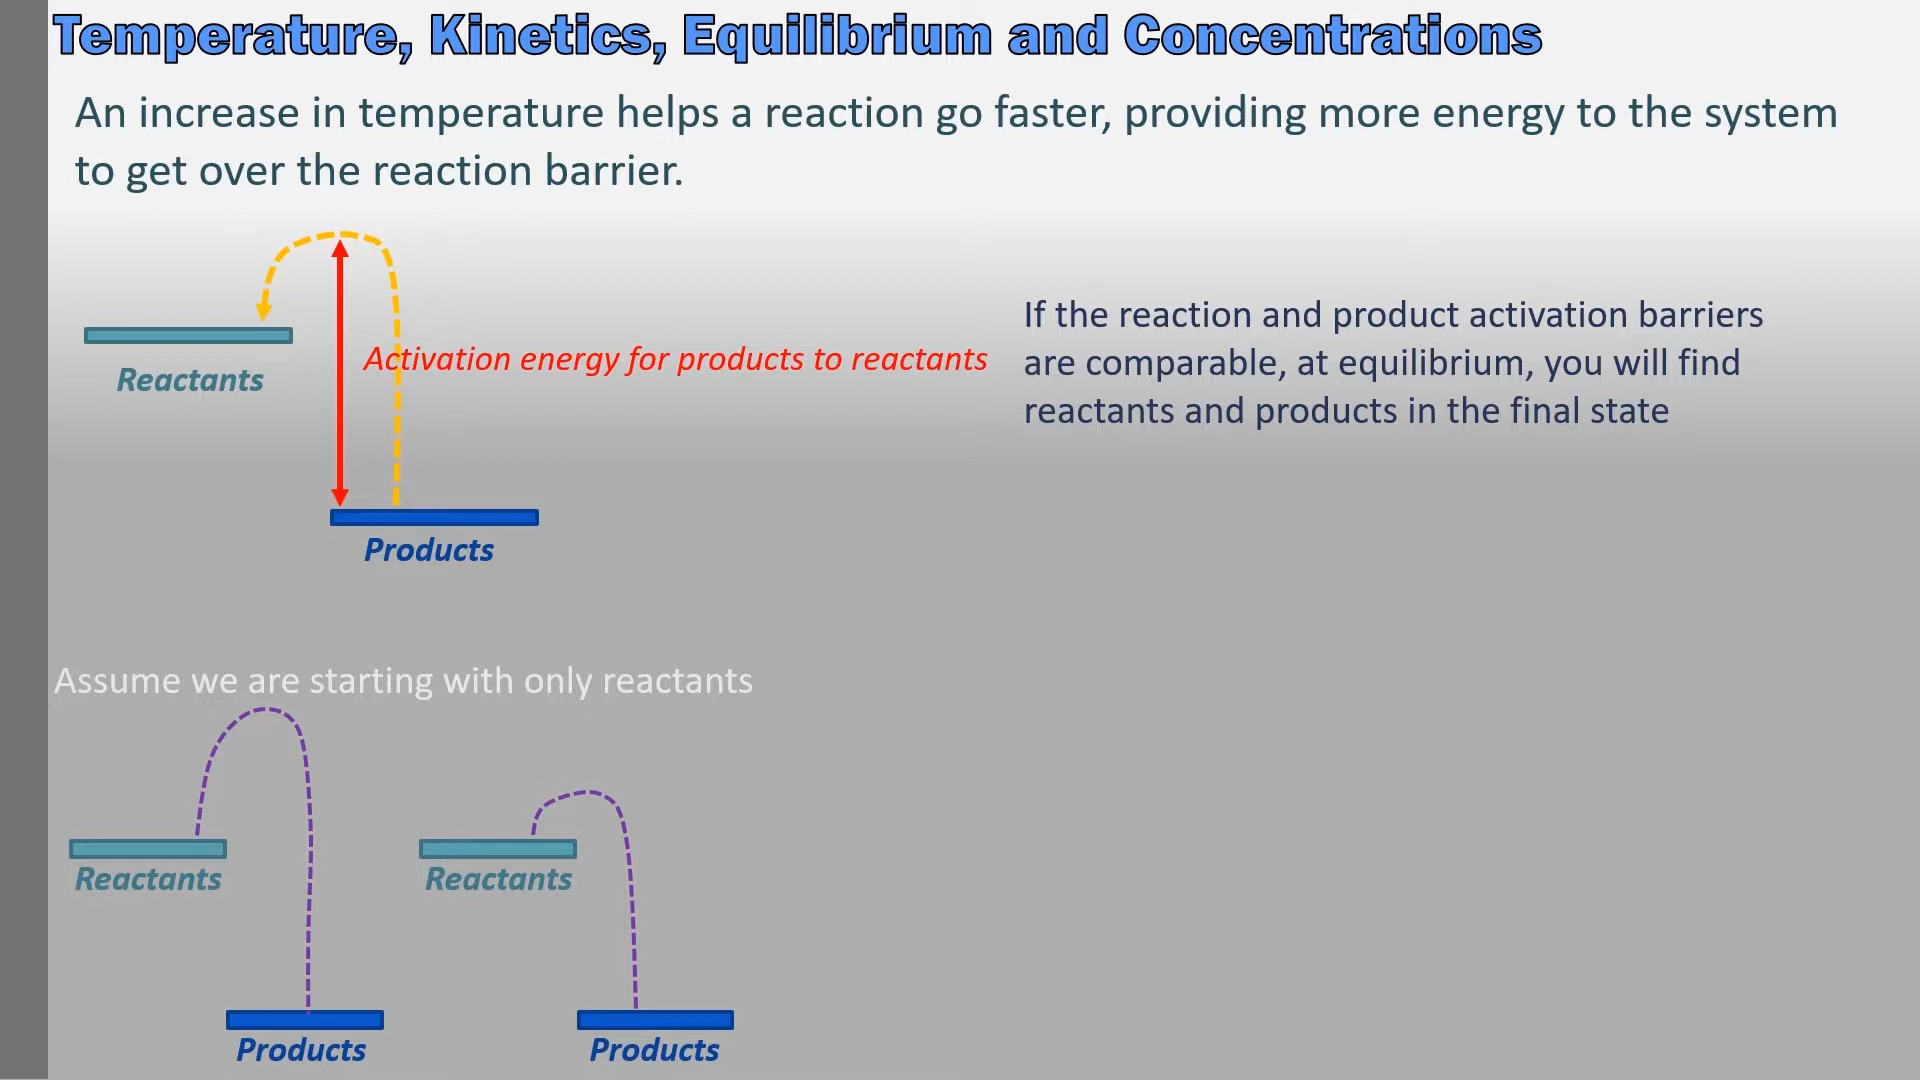 Temperature, Kinetics, Equilibrium and Concentrations
An increase in temperature helps a reaction go faster, providing more energy to the system
to get over the reaction barrier.
Reactants
Activation energy for products to reactants
Products
If the reaction and product activation barriers
are comparable, at equilibrium, you will find
reactants and products in the final state
Assume we are starting with only reactants
Reactants
Reactants
Products
Products